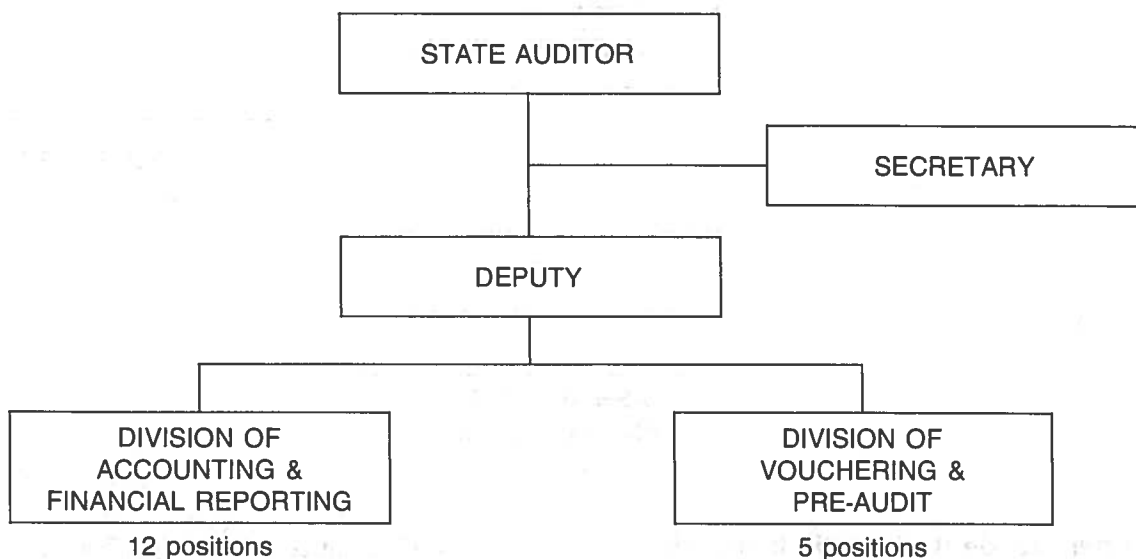 STATE AUDITOR
SECRETARY
DEPUTY
DIVISION OF
ACCOUNTING &
FINANCIAL REPORTING
12 positions
DIVISION OF
VOUCHERING &
PRE-AUDIT
5 positions